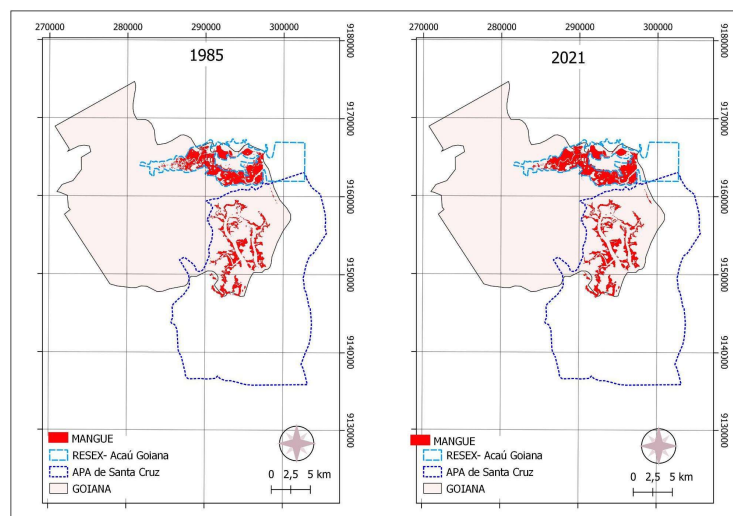 270000 280000 290000 300000
270000 280000 290000 300000
1985
2021
9180000
9170000
9160000
9150000
9140000
9130000
9180000
9170000
9160000
9150000
9140000
9130000
MANGUE
RESEX- Acaú Goiana
APA de Santa Cruz
GOIANA
0 2,5 5 km
MANGUE
RESEX- Acaú Goiana
APA de Santa Cruz
GOIANA
0 2,5 5 km